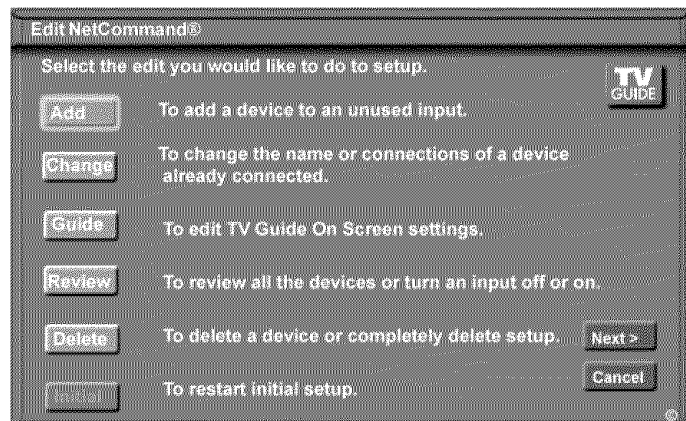 Edit NetCommand®
Select the edit you would like to do to setup.
TV
GUIDE
Add
To add a device to an unused input.
Change
To change the name or connections of a device
already connected.
Guide
To edit TV Guide On Screen settings.
Review
To review all the devices or turn an input off or on.
Delete
To delete a device or completely delete setup.
Next >
Initial
To restart initial setup.
Cancel
©